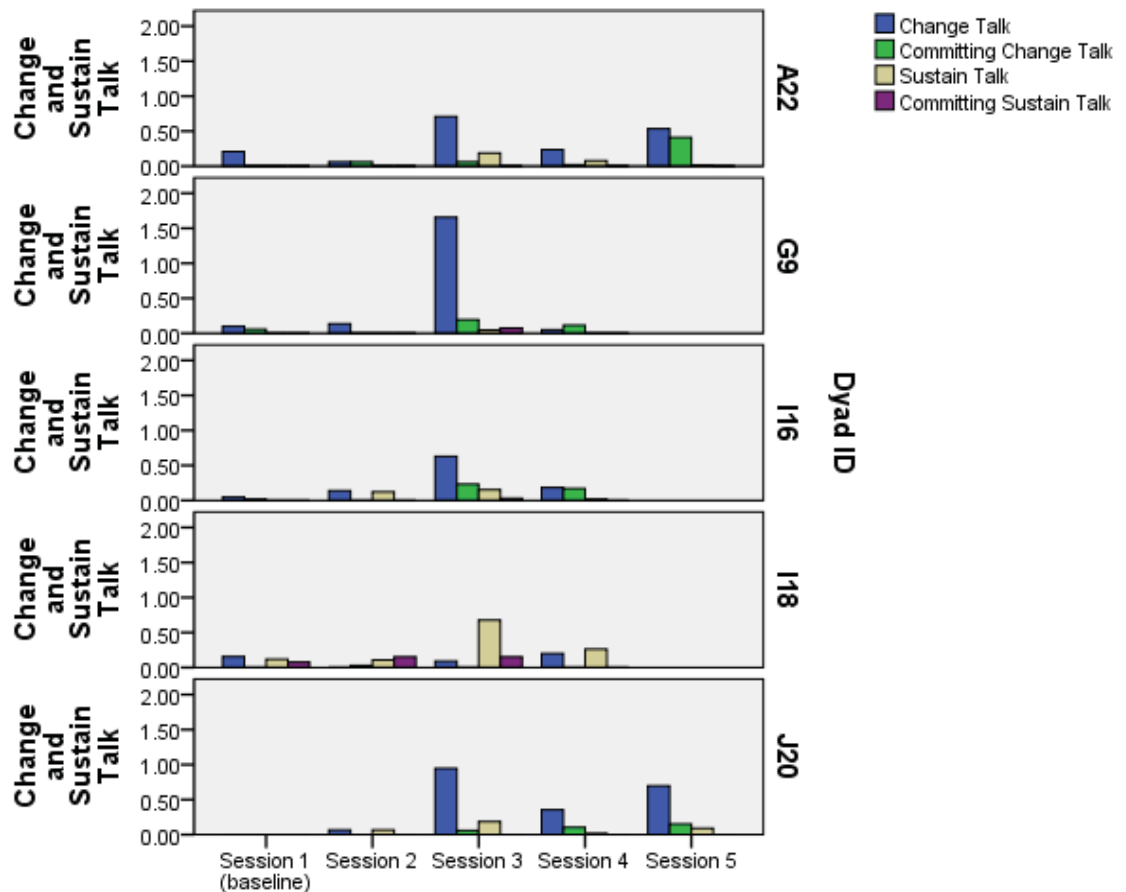 Change Talk
Committing Change Talk
Sustain Talk
Committing Sustain Talk
Change
and
Sustain
Talk
2.00
1.50
1.00
0.50
0.00
A22
Change
and
Sustain
Talk
2.00
1.50
1.00
0.50
0.00
G9
Change
and
Sustain
Talk
2.00
1.50
1.00
0.50
0.00
I16
Dyad ID
Change
and
Sustain
Talk
2.00
1.50
1.00
0.50
0.00
I18
Change
and
Sustain
Talk
2.00
1.50
1.00
0.50
0.00
J20
Session 1
(baseline)
Session 2
Session 3
Session 4
Session 5